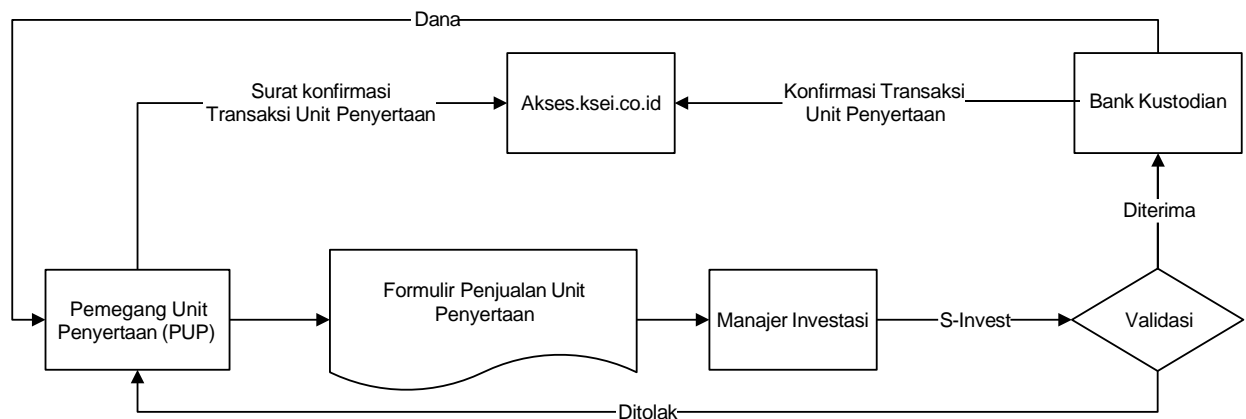 Dana
Surat konfirmasi
Transaksi Unit Penyertaan
Akses.ksei.co.id
Konfirmasi Transaksi
Unit Penyertaan
Bank Kustodian
Diterima
Pemegang Unit
Penyertaan (PUP)
Formulir Penjualan Unit
Penyertaan
Manajer Investasi
S-Invest
Validasi
Ditolak